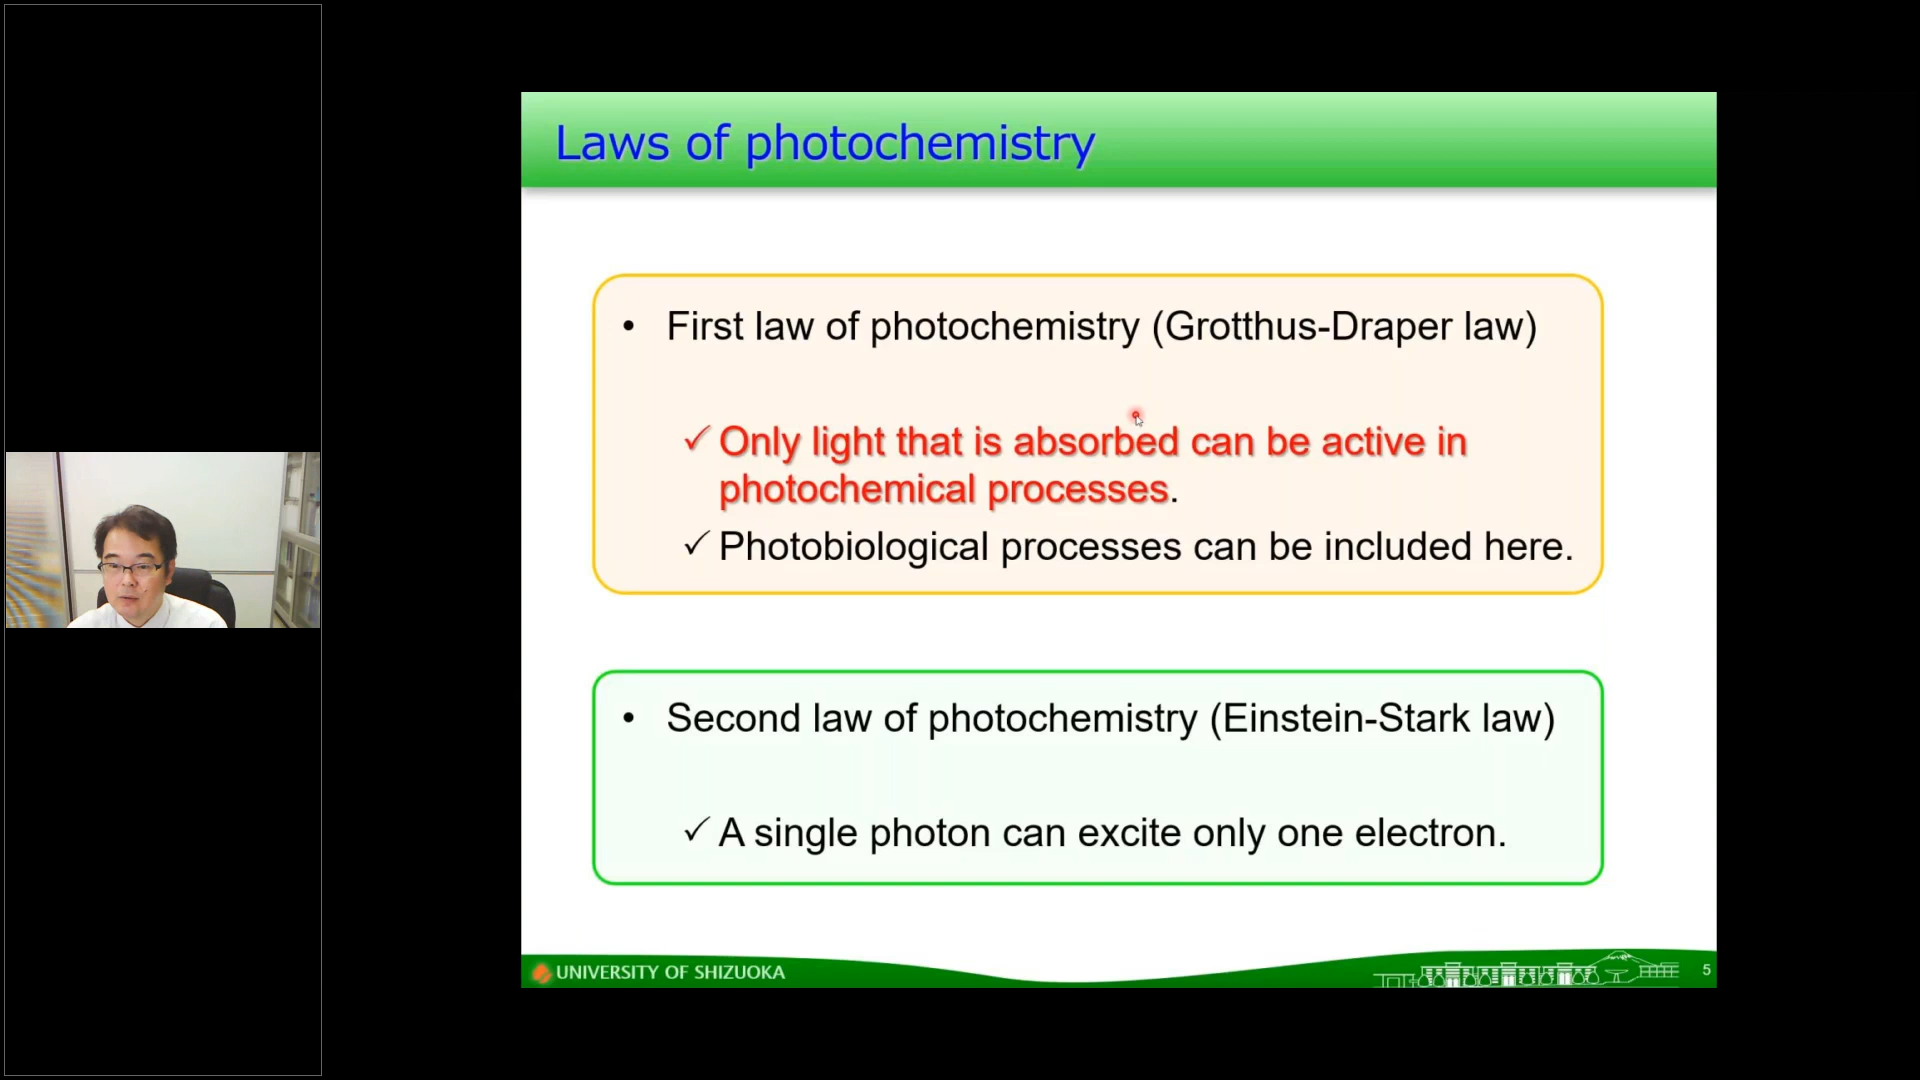 Laws of photochemistry
• First law of photochemistry (Grotthus-Draper law)
✓ Only light that is absorbed can be active in
photochemical processes.
✓ Photobiological processes can be included here.
• Second law of photochemistry (Einstein-Stark law)
✓ A single photon can excite only one electron.
UNIVERSITY OF SHIZUOKA
5